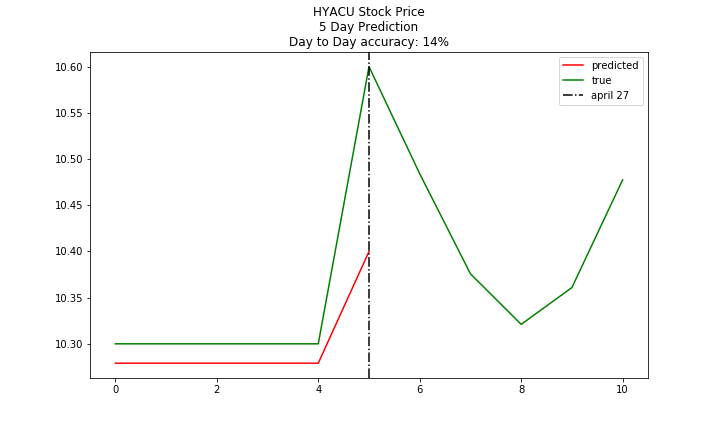 HYACU Stock Price
5 Day Prediction
Day to Day accuracy: 14%
predicted
true
april 27
10.60
10.55
10.50
10.45
10.40
10.35
10.30
0 2 4 6 8 10